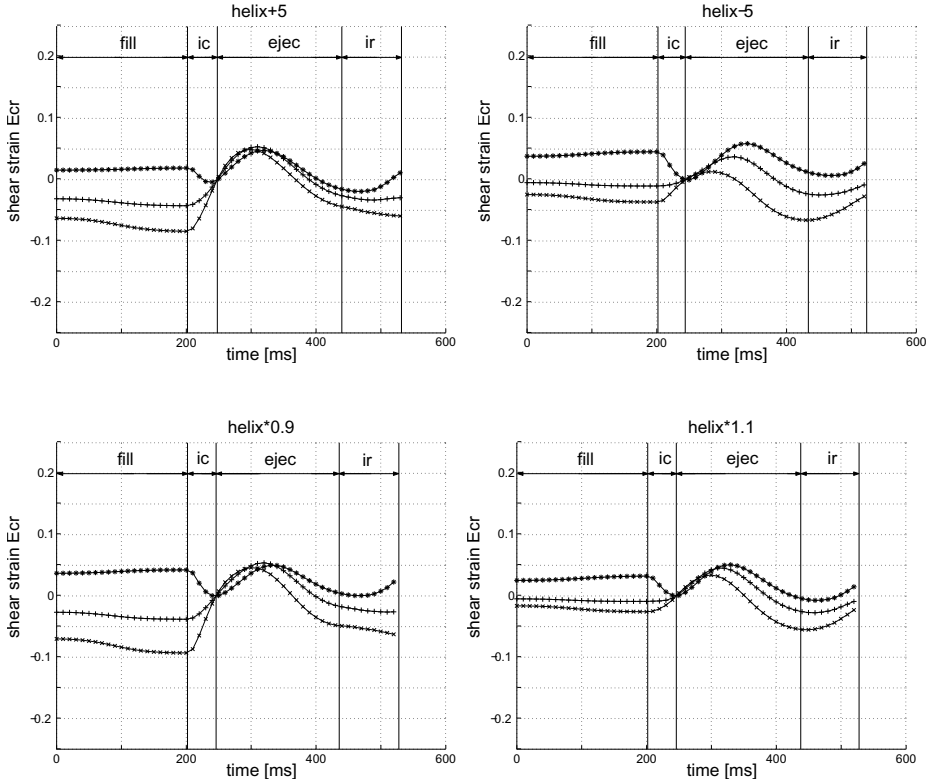 helix+5
fill ic ejec ir
shear strain Ecr
0.2
0.1
0
−0.1
−0.2
0 200 400 600
time [ms]
helix−5
fill ic ejec ir
shear strain Ecr
0.2
0.1
0
−0.1
−0.2
0 200 400 600
time [ms]
helix*0.9
fill ic ejec ir
shear strain Ecr
0.2
0.1
0
−0.1
−0.2
0 200 400 600
time [ms]
helix*1.1
fill ic ejec ir
shear strain Ecr
0.2
0.1
0
−0.1
−0.2
0 200 400 600
time [ms]